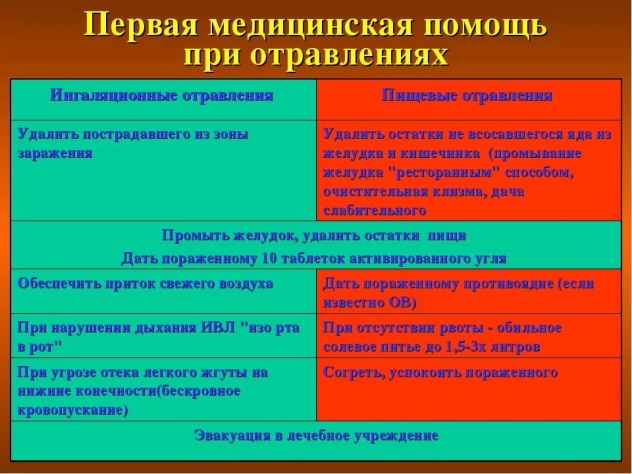 Первая медицинская помощь
при отравлениях
Ингаляционные отравления
Пищевые отравления
Удалить пострадавшего из зоны
заражения
Удалить остатки не всосавшегося яда из
желудка и кишечника (промывание
желудка "ресторанным" способом,
очистительная клизма, дача
слабительного
Промыть желудок, удалить остатки пищи
Дать пораженному 10 таблеток активированного угля
Обеспечить приток свежего воздуха
Дать пораженному противоядие (если
известно ОВ)
При нарушении дыхания ИВЛ "изо рта
в рот"
При отсутствии рвоты - обильное
солевое питье до 1,5-3х литров
При угрозе отека легкого жгуты на
нижние конечности(бескровное
кровопускание)
Согреть, успокоить пораженного
Эвакуация в лечебное учреждение